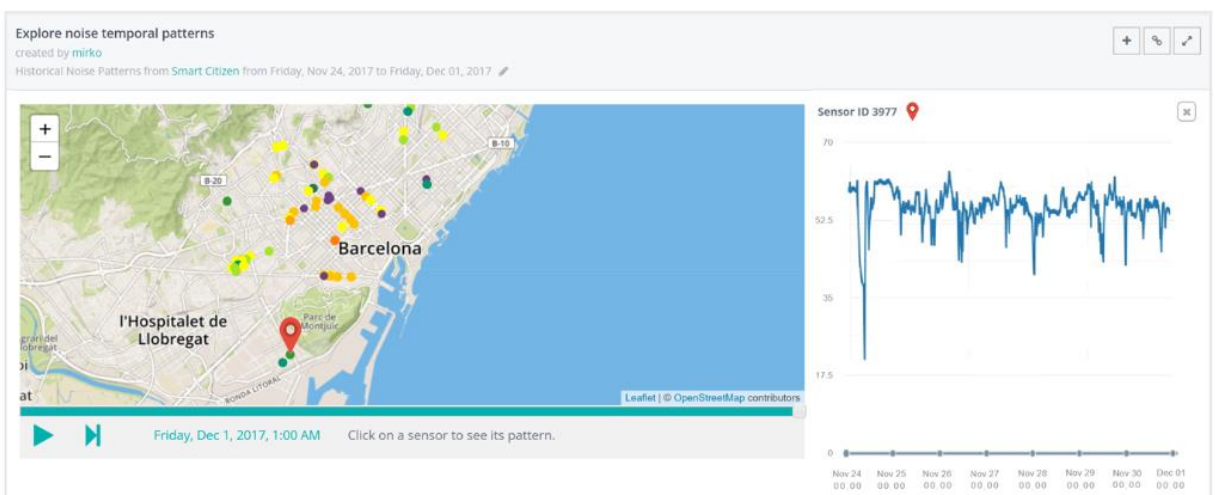 Explore noise temporal patterns
created by mirko
Historical Noise Patterns from Smart Citizen from Friday, Nov 24, 2017 to Friday, Dec 01, 2017
+
−
B-20
B-10
Barcelona
l'Hospitalet de
Llobregat
Parc de
Montjuïc
RONDA LITORAL
at
Leaflet | © OpenStreetMap contributors
Friday, Dec 1, 2017, 1:00 AM Click on a sensor to see its pattern.
Sensor ID 3977
70
52.5
35
17.5
0
Nov 24 Nov 25 Nov 26 Nov 27 Nov 28 Nov 29 Nov 30 Dec 01
00:00 00:00 00:00 00:00 00:00 00:00 00:00 00:00